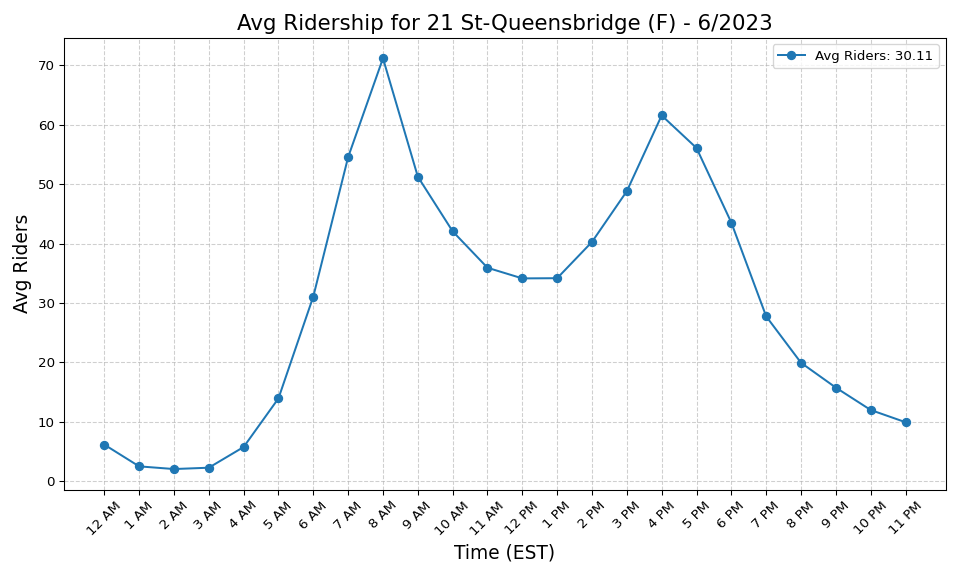 Avg Ridership for 21 St-Queensbridge (F) - 6/2023
Avg Riders: 30.11
Avg Riders
70
60
50
40
30
20
10
0
12 AM
1 AM
2 AM
3 AM
4 AM
5 AM
6 AM
7 AM
8 AM
9 AM
10 AM
11 AM
12 PM
1 PM
2 PM
3 PM
4 PM
5 PM
6 PM
7 PM
8 PM
9 PM
10 PM
11 PM
Time (EST)